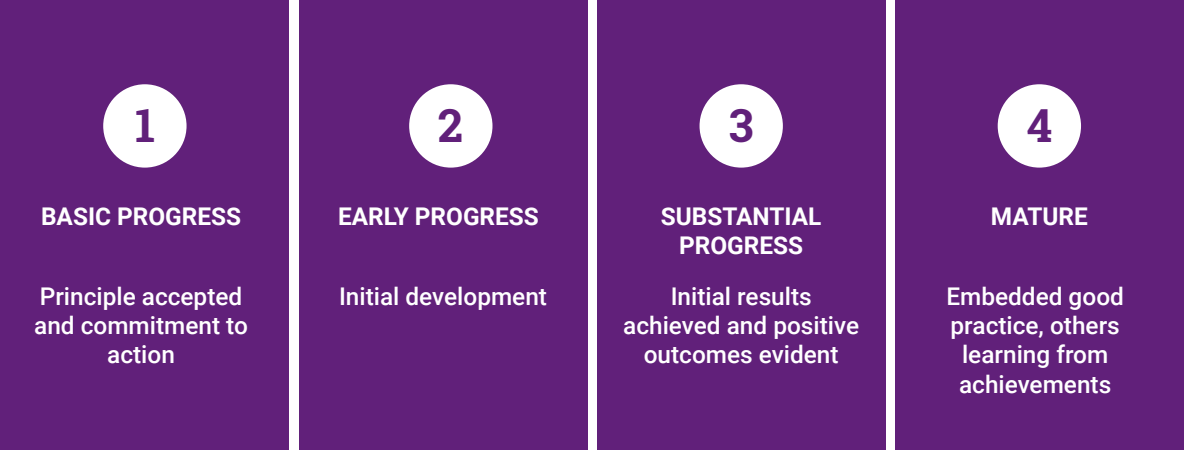 1
BASIC PROGRESS
Principle accepted
and commitment to
action
2
EARLY PROGRESS
Initial development
3
SUBSTANTIAL
PROGRESS
Initial results
achieved and positive
outcomes evident
4
MATURE
Embedded good
practice, others
learning from
achievements